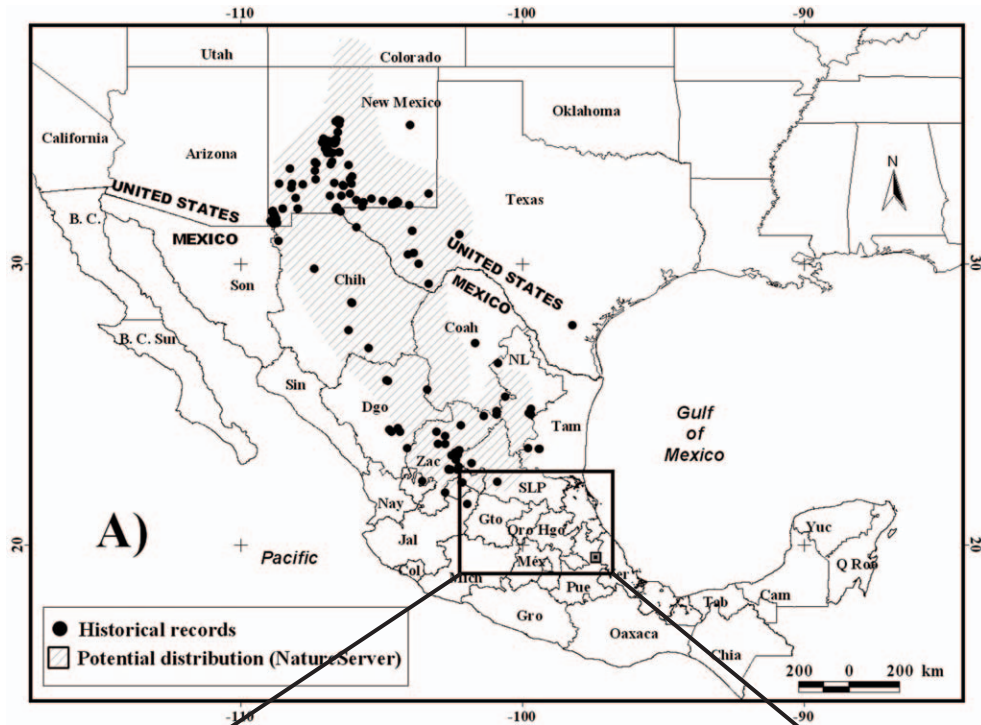 -110 -100 -90
Utah Colorado
New Mexico
Oklahoma
California
Arizona
N
UNITED STATES
Texas
B. C.
MEXICO
UNITED STATES
30 30
Son
Chih
MEXICO
Coah
B. C. Sur
NL
Sin
Dgo
Gulf
of
Mexico
Tam
Zac
SLP
Nay
Gto
Qro Hgo
Yuc
A)
Jal
20 20
Pacific
Q Roo
Col
Méx
Mich
Pue
Cam
Tab
Gro
Oaxaca
Chia
Historical records
Potential distribution (NatureServer)
200 0 200 km
-110 -100 -90